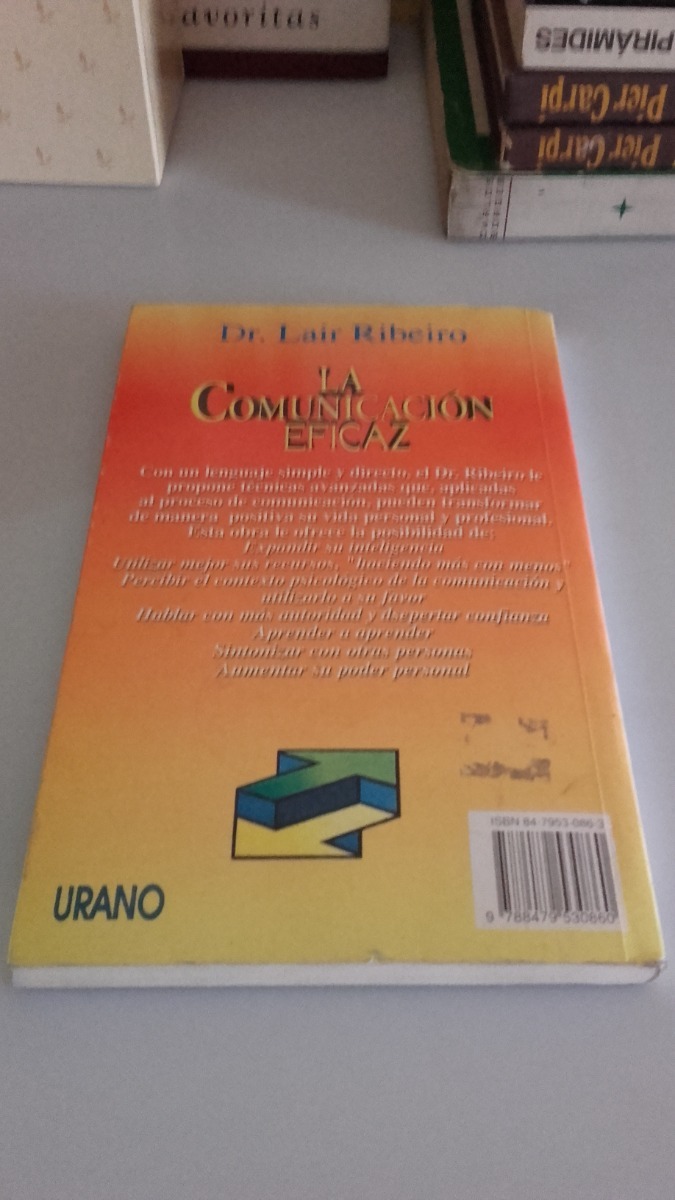 avoritas
PIRÁMIDES
Pier Carpi
Pier Carpi
Dr. Lair Ribeiro
LA
COMUNICACIÓN
EFICAZ
Con un lenguaje simple y directo, el Dr. Ribeiro le
propone técnicas avanzadas que, aplicadas
al proceso de comunicación, pueden transformar
de manera positiva su vida personal y profesional.
Esta obra le ofrece la posibilidad de:
Expandir su inteligencia
Utilizar mejor sus recursos, "haciendo más con menos"
Percibir el contexto psicológico de la comunicación y
utilizarlo a su favor
Hablar con más autoridad y dsepertar confianza
Aprender a aprender
Sintonizar con otras personas
Aumentar su poder personal
ISBN 84-7953-086-3
9 788479 530860
URANO